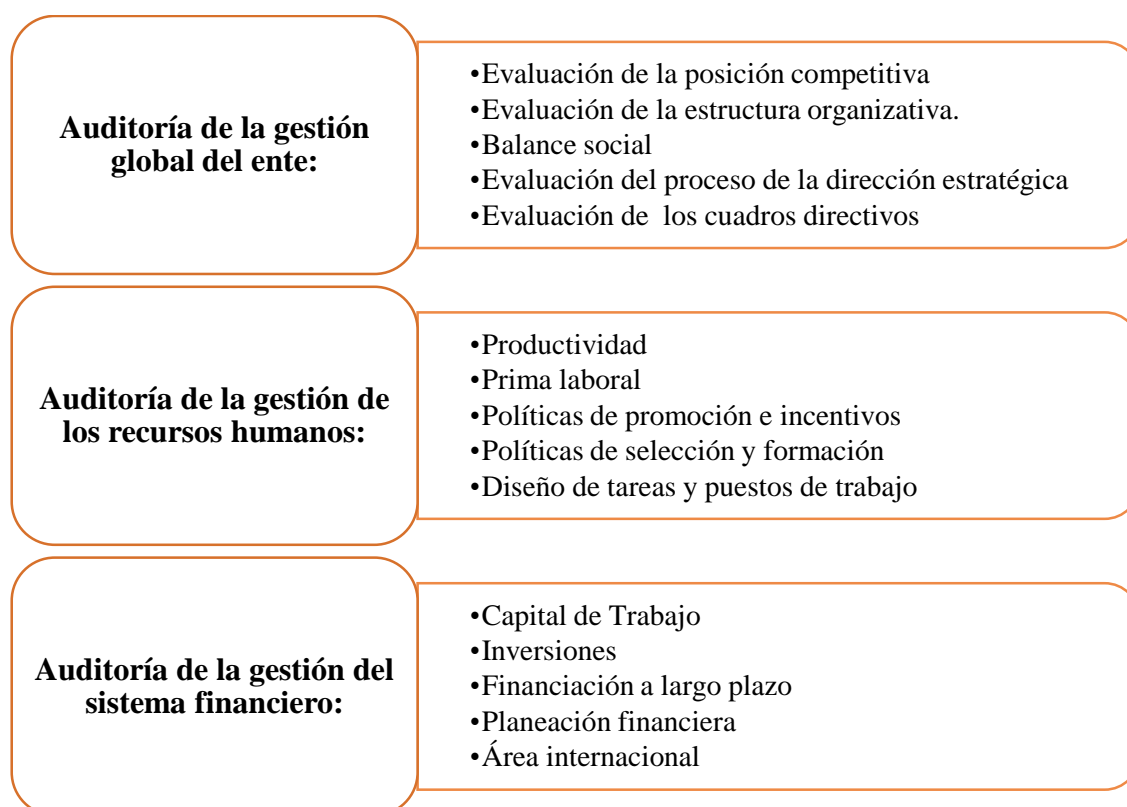 Auditoría de la gestión
global del ente:
•Evaluación de la posición competitiva
•Evaluación de la estructura organizativa.
•Balance social
•Evaluación del proceso de la dirección estratégica
•Evaluación de  los cuadros directivos
Auditoría de la gestión de
los recursos humanos:
•Productividad
•Prima laboral
•Políticas de promoción e incentivos
•Políticas de selección y formación
•Diseño de tareas y puestos de trabajo
Auditoría de la gestión del
sistema financiero:
•Capital de Trabajo
•Inversiones
•Financiación a largo plazo
•Planeación financiera
•Área internacional